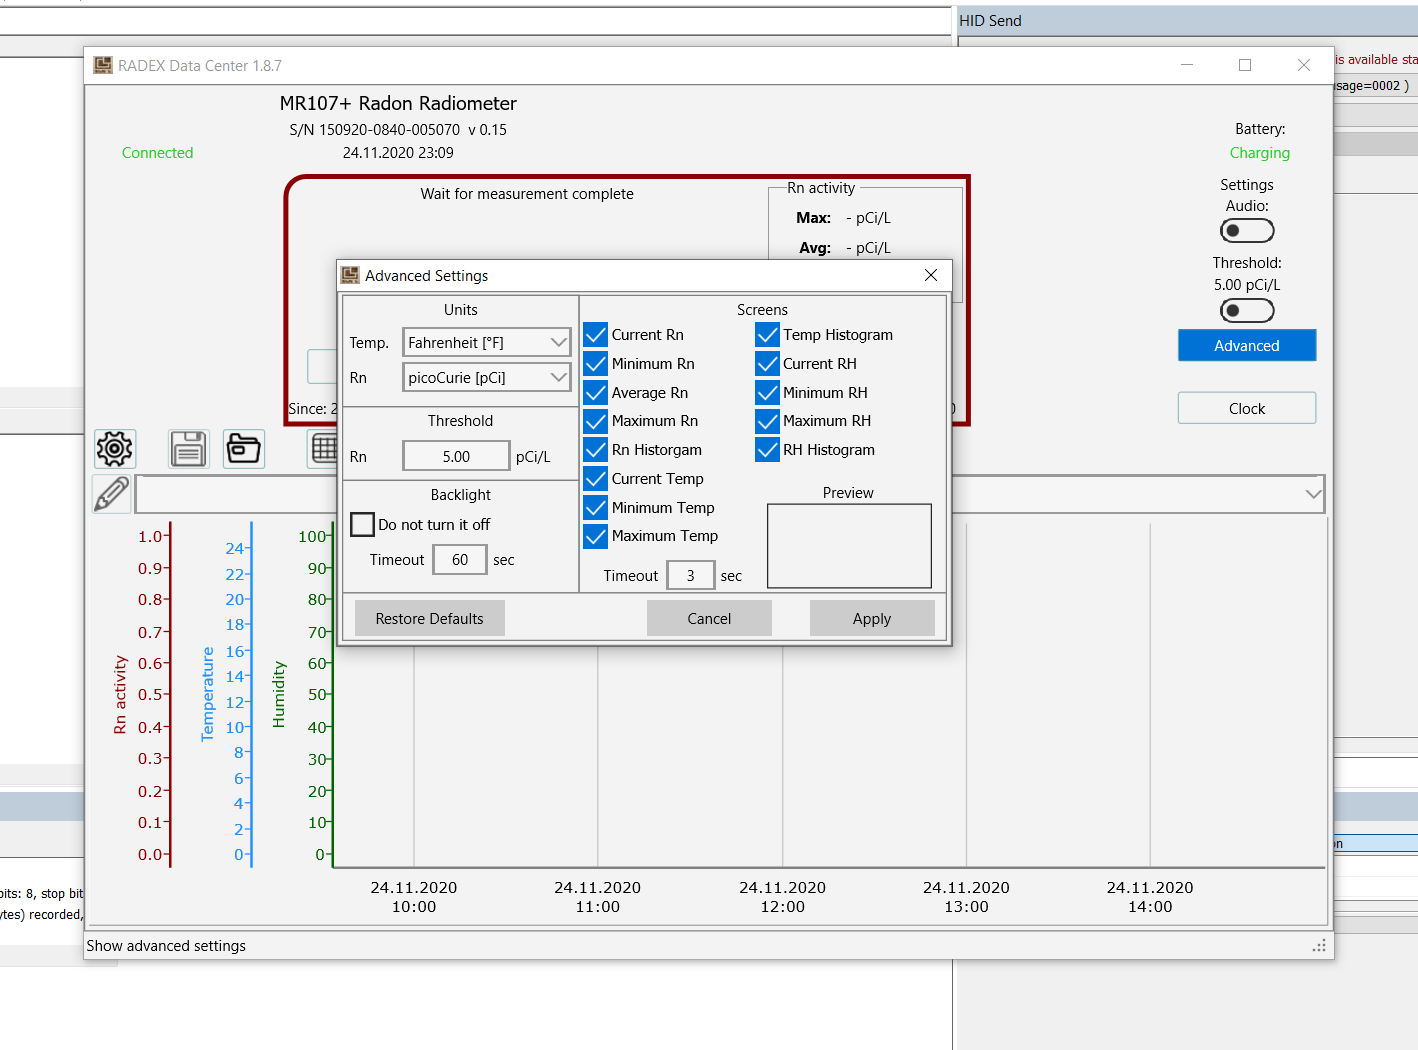 HID Send
RADEX Data Center 1.8.7
is available sta
sage=0002 )
MR107+ Radon Radiometer
S/N 150920-0840-005070 v 0.15
24.11.2020 23:09
Connected
Battery:
Charging
Wait for measurement complete
Rn activity
Max: - pCi/L
Avg: - pCi/L
Settings
Audio:
Threshold:
5.00 pCi/L
Advanced
Clock
Since: 2
Advanced Settings
Units
Temp. Fahrenheit [°F]
Rn picoCurie [pCi]
Threshold
Rn 5.00 pCi/L
Backlight
Do not turn it off
Timeout 60 sec
Screens
Current Rn
Minimum Rn
Average Rn
Maximum Rn
Rn Historgam
Current Temp
Minimum Temp
Maximum Temp
Temp Histogram
Current RH
Minimum RH
Maximum RH
RH Histogram
Preview
Timeout 3 sec
Restore Defaults
Cancel
Apply
Rn activity
1.0
0.9
0.8
0.7
0.6
0.5
0.4
0.3
0.2
0.1
0.0
Temperature
24
22
20
18
16
14
12
10
8
6
4
2
0
Humidity
100
90
80
70
60
50
40
30
20
10
0
24.11.2020
10:00
24.11.2020
11:00
24.11.2020
12:00
24.11.2020
13:00
24.11.2020
14:00
Show advanced settings
bits: 8, stop bit
ytes) recorded,
on